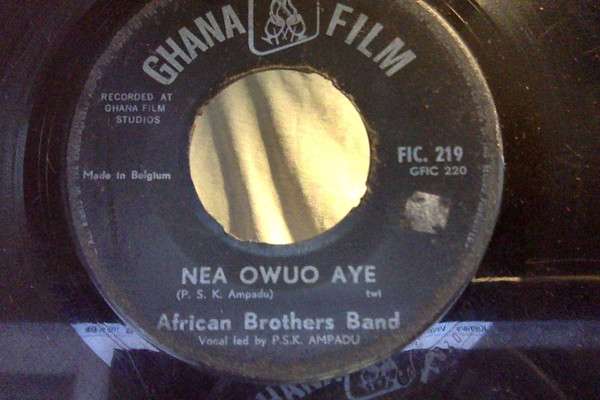 GHANA FILM
RECORDED AT
GHANA FILM
STUDIOS
FIC. 219
GFIC 220
Made in Belgium
NEA OWUO AYE
(P. S. K. Ampadu) twi
African Brothers Band
Vocal led by P.S.K. AMPADU
GHANA